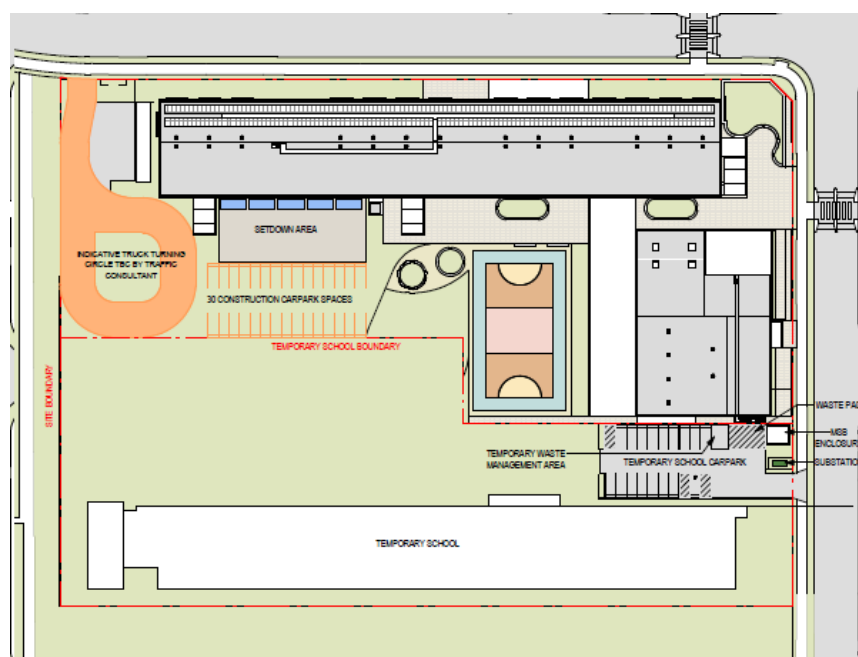 SETDOWN AREA
INDICATIVE TRUCK TURNING
CIRCLE TBC BY TRAFFIC
CONSULTANT
30 CONSTRUCTION CARPARK SPACES
TEMPORARY SCHOOL BOUNDARY
SITE BOUNDARY
WASTE PA
MSB
ENCLOSUR
SUBSTATIO
TEMPORARY WASTE
MANAGEMENT AREA
TEMPORARY SCHOOL CARPARK
TEMPORARY SCHOOL